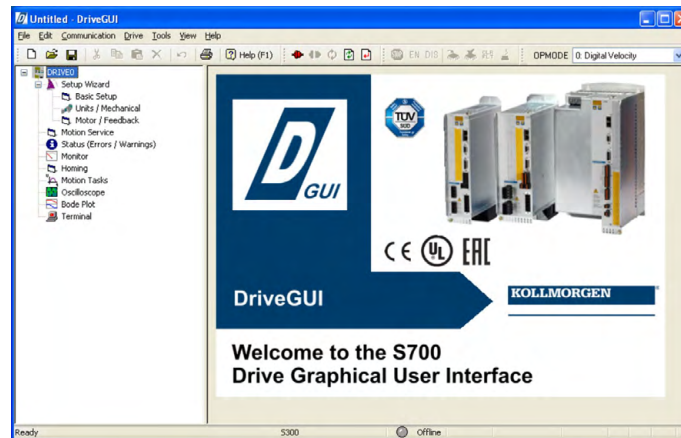 Untitled - DriveGUI
File Edit Communication Drive Tools View Help
Help (F1) EN DIS OPMODE 0: Digital Velocity
DRIVE0
Setup Wizard
Basic Setup
Units / Mechanical
Motor / Feedback
Motion Service
Status (Errors / Warnings)
Monitor
Homing
Motion Tasks
Oscilloscope
Bode Plot
Terminal
D
GUI
TÜV
SÜD
CE UL EAC
DriveGUI
KOLLMORGEN
Welcome to the S700
Drive Graphical User Interface
Ready S300 Offline